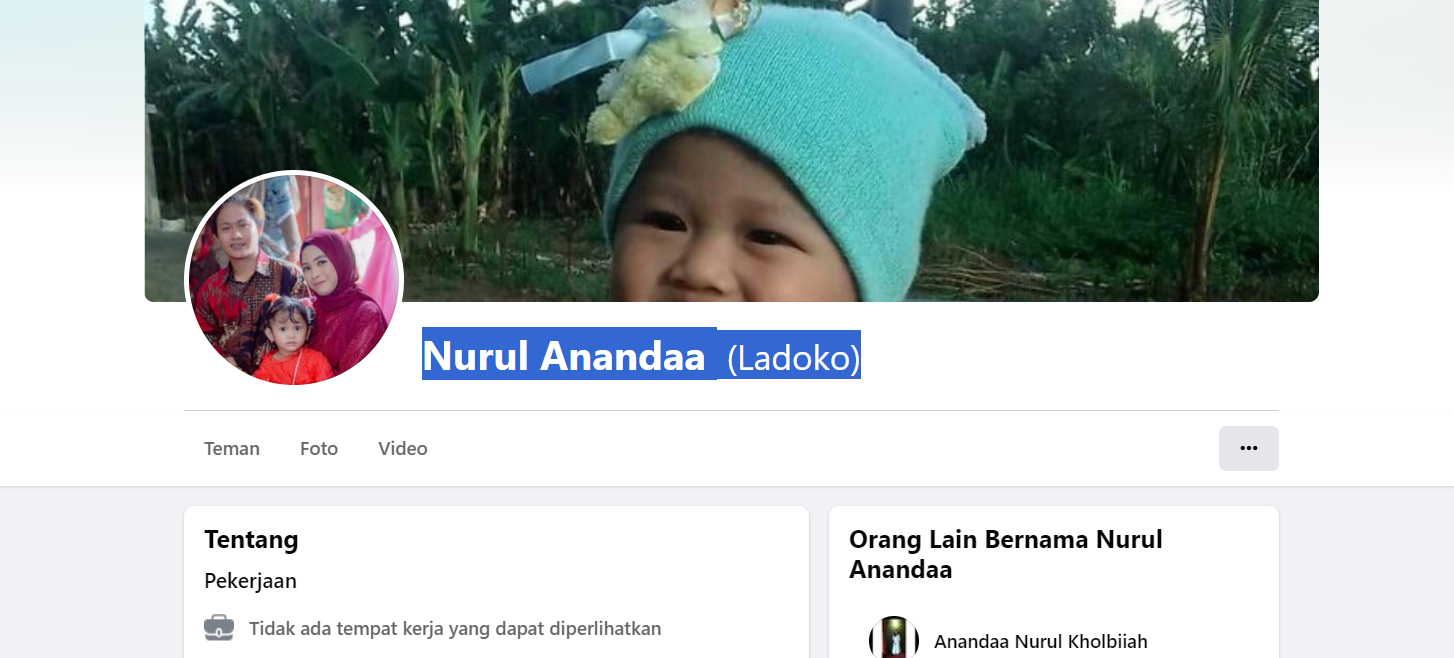 Nurul Anandaa (Ladoko)
Teman Foto Video
Tentang
Pekerjaan
Tidak ada tempat kerja yang dapat diperlihatkan
Orang Lain Bernama Nurul
Anandaa
Anandaa Nurul Kholbiiah